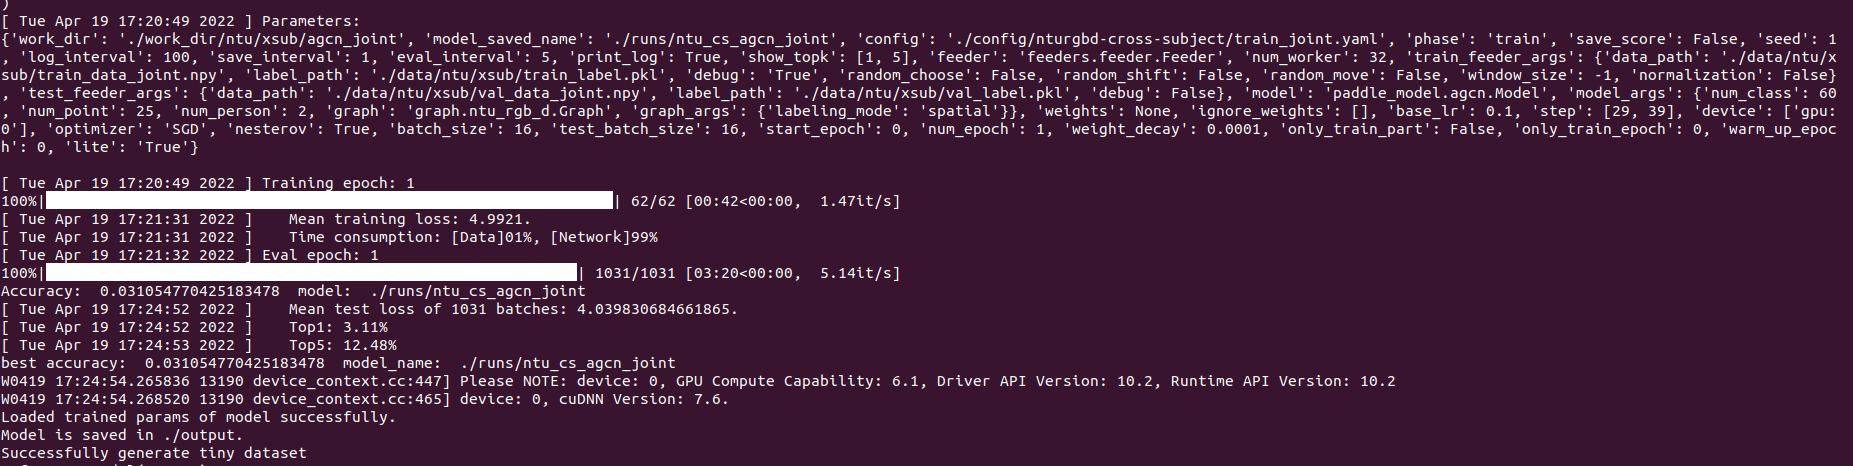 )
[ Tue Apr 19 17:20:49 2022 ] Parameters:
{'work_dir': './work_dir/ntu/xsub/agcn_joint', 'model_saved_name': './runs/ntu_cs_agcn_joint', 'config': './config/nturgbd-cross-subject/train_joint.yaml', 'phase': 'train', 'save_score': False, 'seed': 1
, 'log_interval': 100, 'save_interval': 1, 'eval_interval': 5, 'print_log': True, 'show_topk': [1, 5], 'feeder': 'feeders.feeder.Feeder', 'num_worker': 32, 'train_feeder_args': {'data_path': './data/ntu/x
sub/train_data_joint.npy', 'label_path': './data/ntu/xsub/train_label.pkl', 'debug': 'True', 'random_choose': False, 'random_shift': False, 'random_move': False, 'window_size': -1, 'normalization': False}
, 'test_feeder_args': {'data_path': './data/ntu/xsub/val_data_joint.npy', 'label_path': './data/ntu/xsub/val_label.pkl', 'debug': False}, 'model': 'paddle_model.agcn.Model', 'model_args': {'num_class': 60
, 'num_point': 25, 'num_person': 2, 'graph': 'graph.ntu_rgb_d.Graph', 'graph_args': {'labeling_mode': 'spatial'}}, 'weights': None, 'ignore_weights': [], 'base_lr': 0.1, 'step': [29, 39], 'device': ['gpu:
0'], 'optimizer': 'SGD', 'nesterov': True, 'batch_size': 16, 'test_batch_size': 16, 'start_epoch': 0, 'num_epoch': 1, 'weight_decay': 0.0001, 'only_train_part': False, 'only_train_epoch': 0, 'warm_up_epoc
h': 0, 'lite': 'True'}
[ Tue Apr 19 17:20:49 2022 ] Training epoch: 1
100%| | 62/62 [00:42<00:00,  1.47it/s]
[ Tue Apr 19 17:21:31 2022 ]    Mean training loss: 4.9921.
[ Tue Apr 19 17:21:31 2022 ]    Time consumption: [Data]01%, [Network]99%
[ Tue Apr 19 17:21:32 2022 ] Eval epoch: 1
100%| | 1031/1031 [03:20<00:00,  5.14it/s]
Accuracy:  0.031054770425183478  model:  ./runs/ntu_cs_agcn_joint
[ Tue Apr 19 17:24:52 2022 ]    Mean test loss of 1031 batches: 4.039830684661865.
[ Tue Apr 19 17:24:52 2022 ]    Top1: 3.11%
[ Tue Apr 19 17:24:53 2022 ]    Top5: 12.48%
best accuracy:  0.031054770425183478  model_name:  ./runs/ntu_cs_agcn_joint
W0419 17:24:54.265836 13190 device_context.cc:447] Please NOTE: device: 0, GPU Compute Capability: 6.1, Driver API Version: 10.2, Runtime API Version: 10.2
W0419 17:24:54.268520 13190 device_context.cc:465] device: 0, cuDNN Version: 7.6.
Loaded trained params of model successfully.
Model is saved in ./output.
Successfully generate tiny dataset